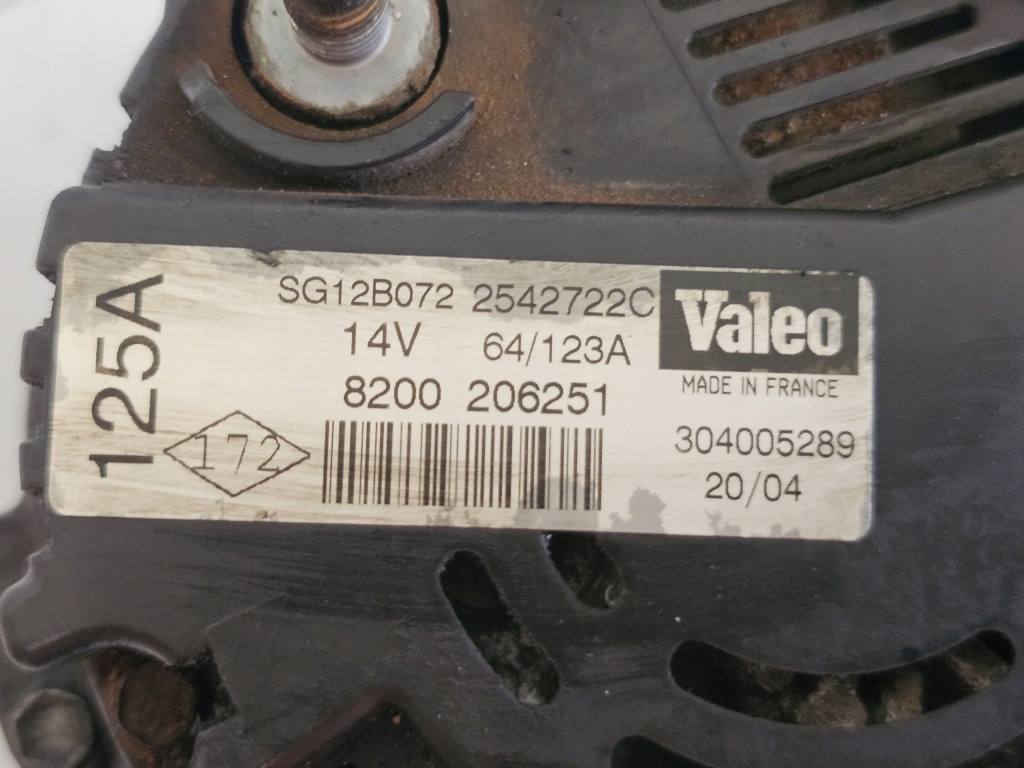 125A
SG12B072 2542722C
14V 64/123A
8200 206251
172
Valeo
MADE IN FRANCE
304005289
20/04